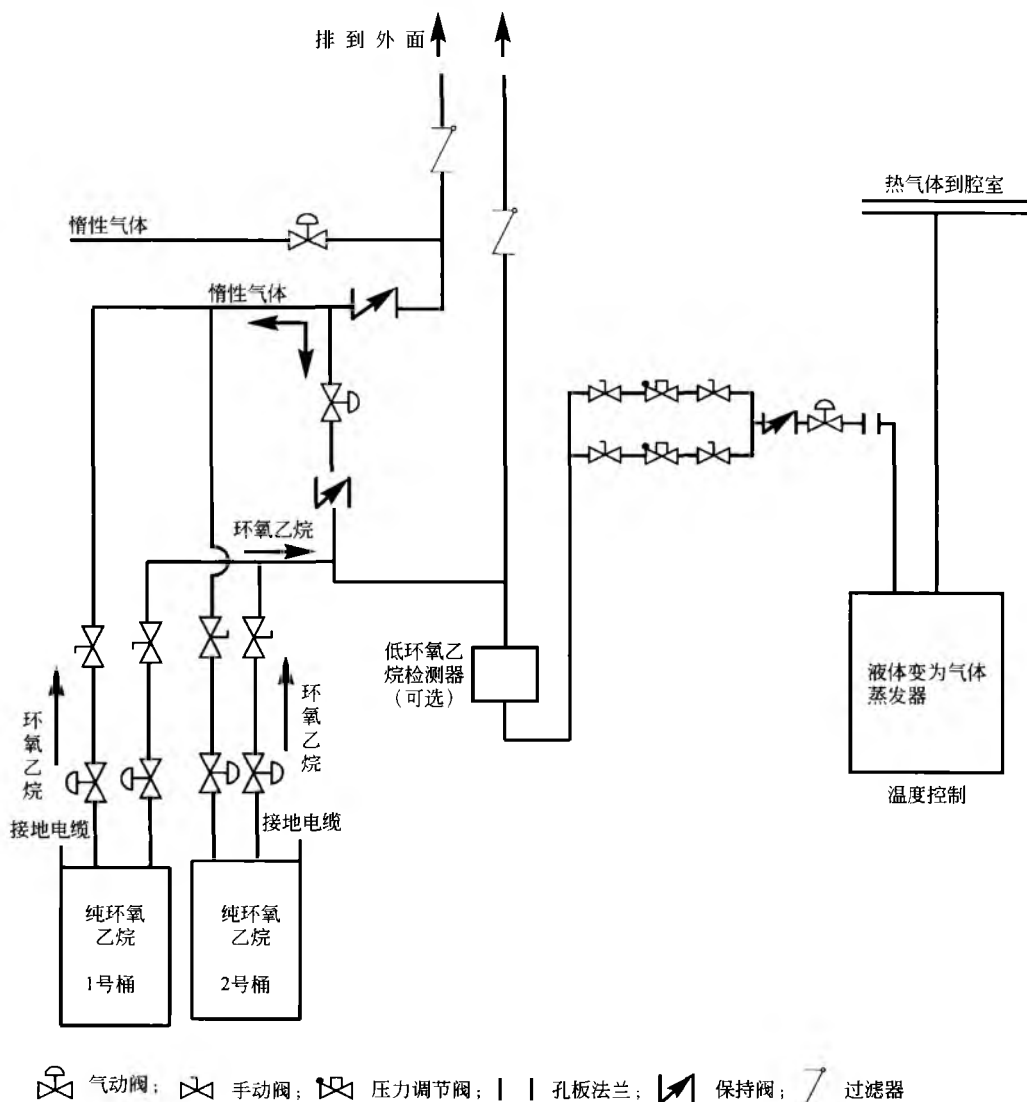 排到外面
热气体到腔室
惰性气体
惰性气体
环氧乙烷
低环氧乙
烷检测器
(可选)
液体变为气体
蒸发器
温度控制
环氧乙烷
环氧乙烷
接地电缆
接地电缆
纯环氧
乙烷
1号桶
纯环氧
乙烷
2号桶
气动阀; 手动阀; 压力调节阀; 孔板法兰; 保持阀; 过滤器